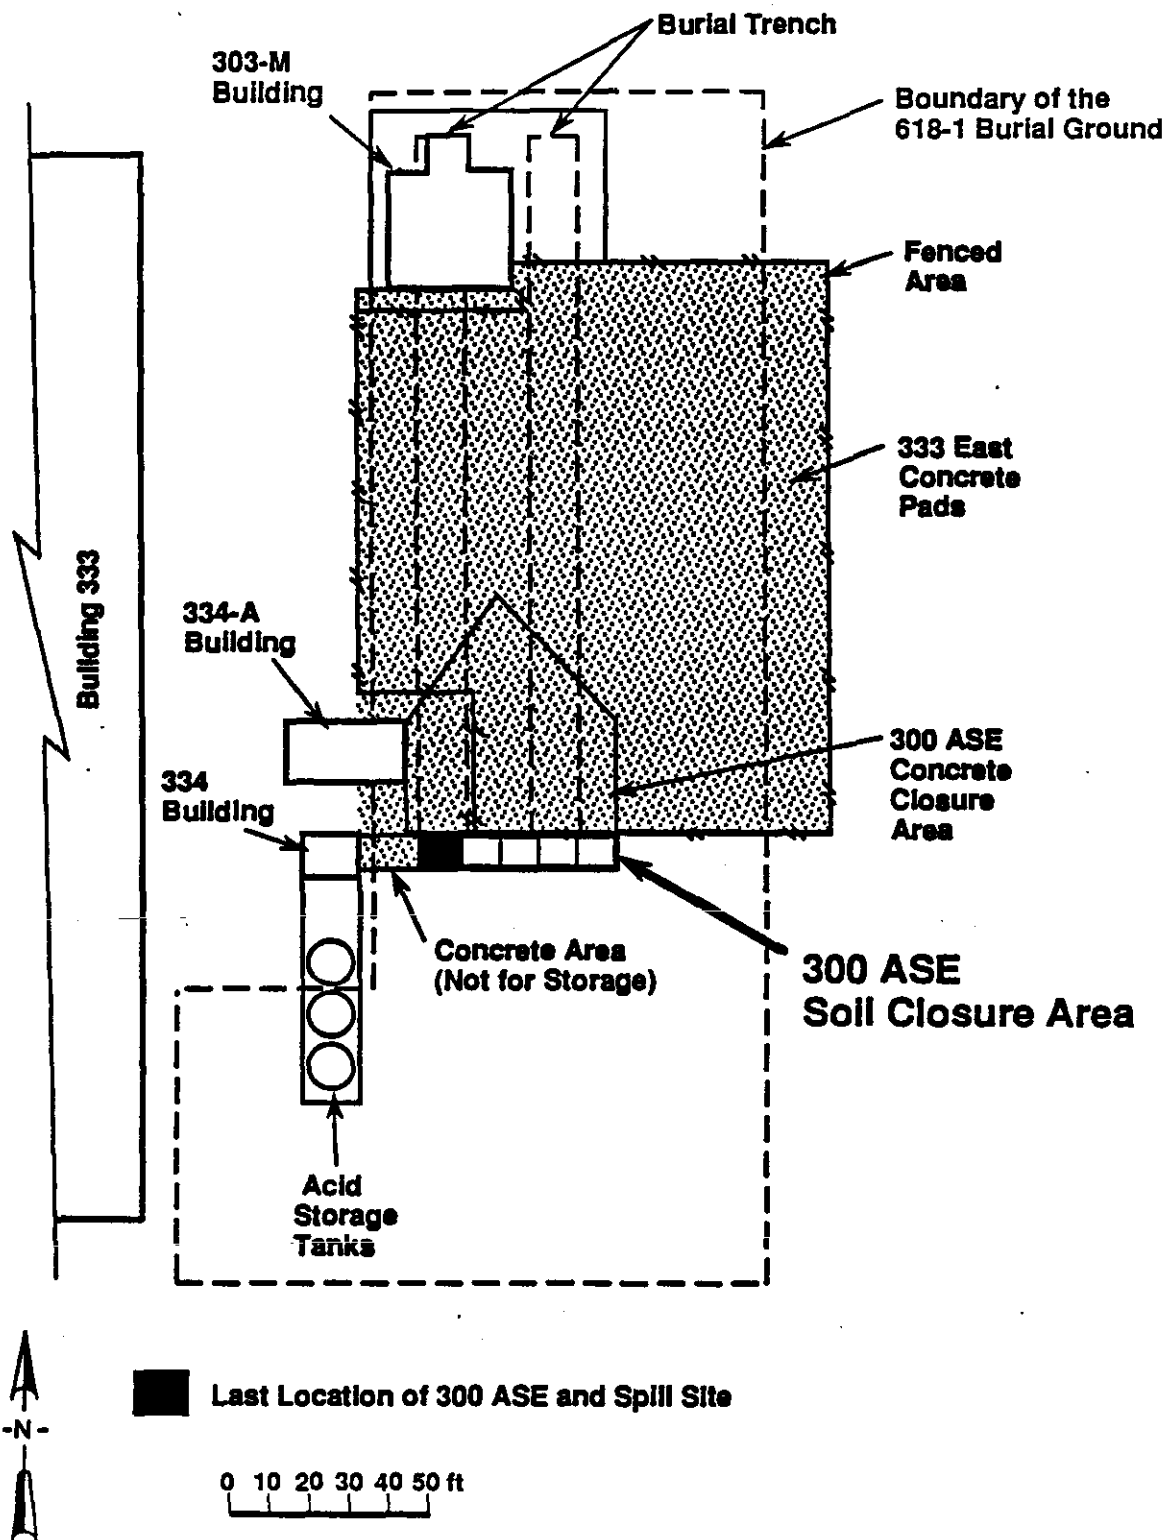 Burial Trench
303-M
Building
Boundary of the
618-1 Burial Ground
Fenced
Area
333 East
Concrete
Pads
Building 333
334-A
Building
300 ASE
Concrete
Closure
Area
334
Building
Concrete Area
(Not for Storage)
300 ASE
Soil Closure Area
Acid
Storage
Tanks
Last Location of 300 ASE and Spill Site
-N-
0 10 20 30 40 50 ft